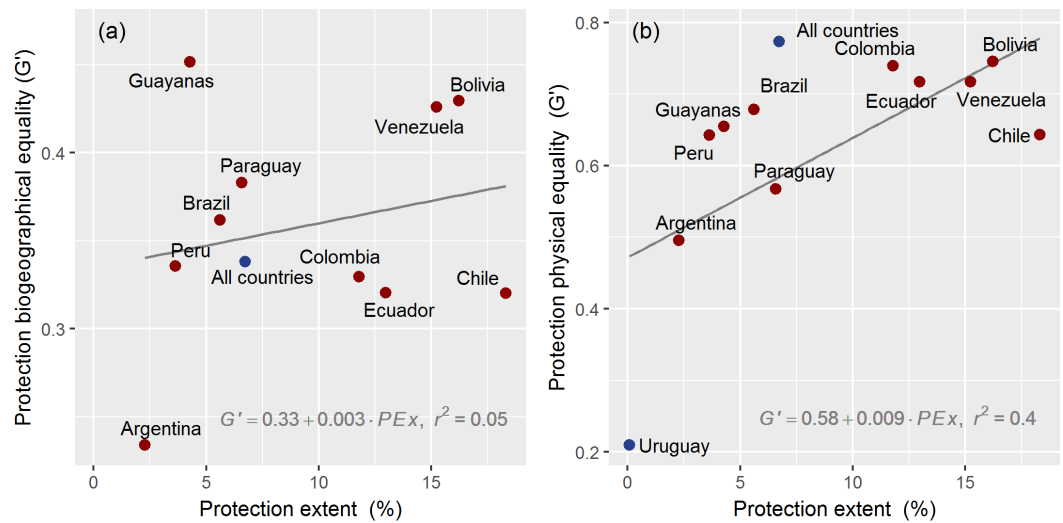 (a)
Guayanas
Bolivia
Venezuela
Paraguay
Brazil
Peru
All countries
Colombia
Ecuador
Chile
Argentina
G' = 0.33 + 0.003 · PEx, r² = 0.05
0.4
0.3
0
5
10
15
Protection extent (%)
Protection biogeographical equality (G')
(b)
All countries
Colombia
Bolivia
Brazil
Guayanas
Ecuador
Venezuela
Peru
Chile
Paraguay
Argentina
G' = 0.58 + 0.009 · PEx, r² = 0.4
Uruguay
0.8
0.6
0.4
0.2
0
5
10
15
Protection extent (%)
Protection physical equality (G')